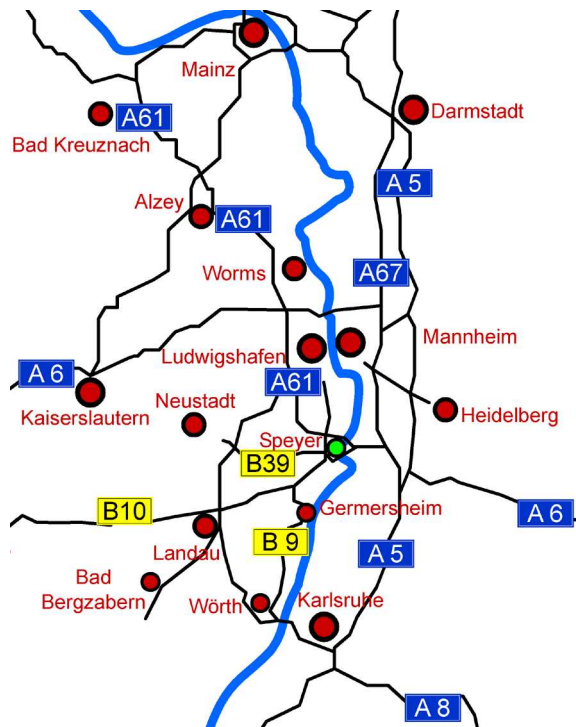 Mainz
A61
Darmstadt
Bad Kreuznach
A 5
Alzey
A61
Worms
A67
Mannheim
Ludwigshafen
A 6
A61
Kaiserslautern
Neustadt
Heidelberg
Speyer
B39
B10
Germersheim
A 6
B 9
Landau
A 5
Bad
Bergzabern
Wörth
Karlsruhe
A 8